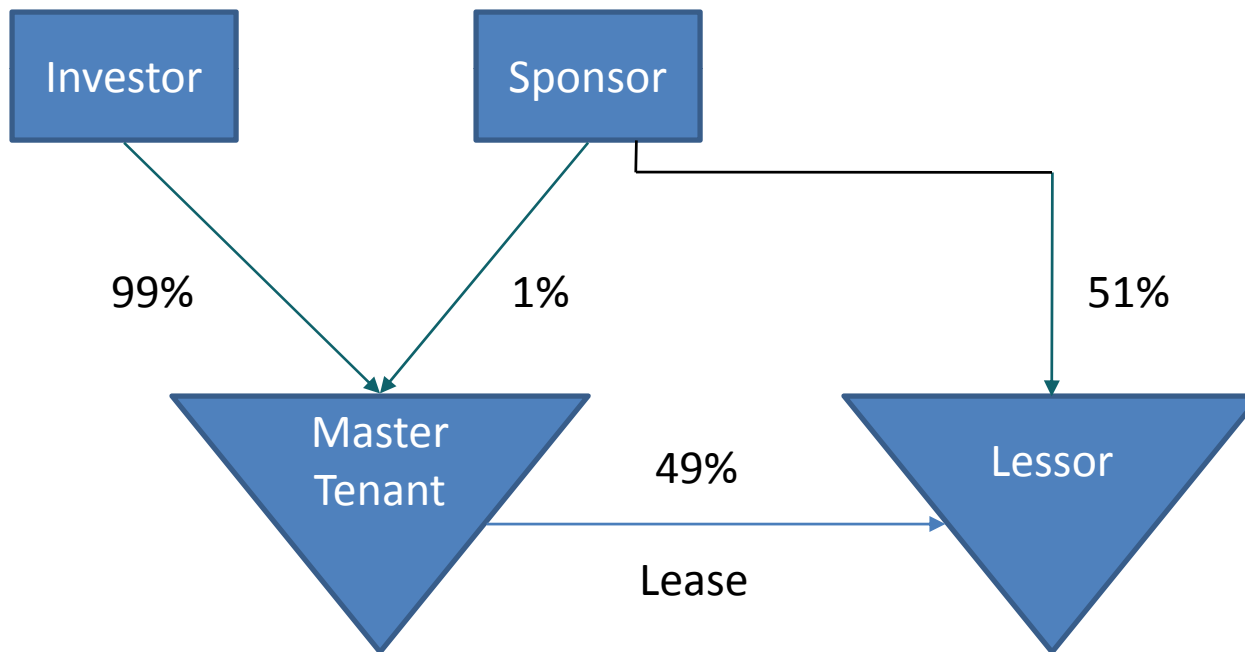 Investor
Sponsor
99%
1%
51%
Master
Tenant
49%
Lessor
Lease